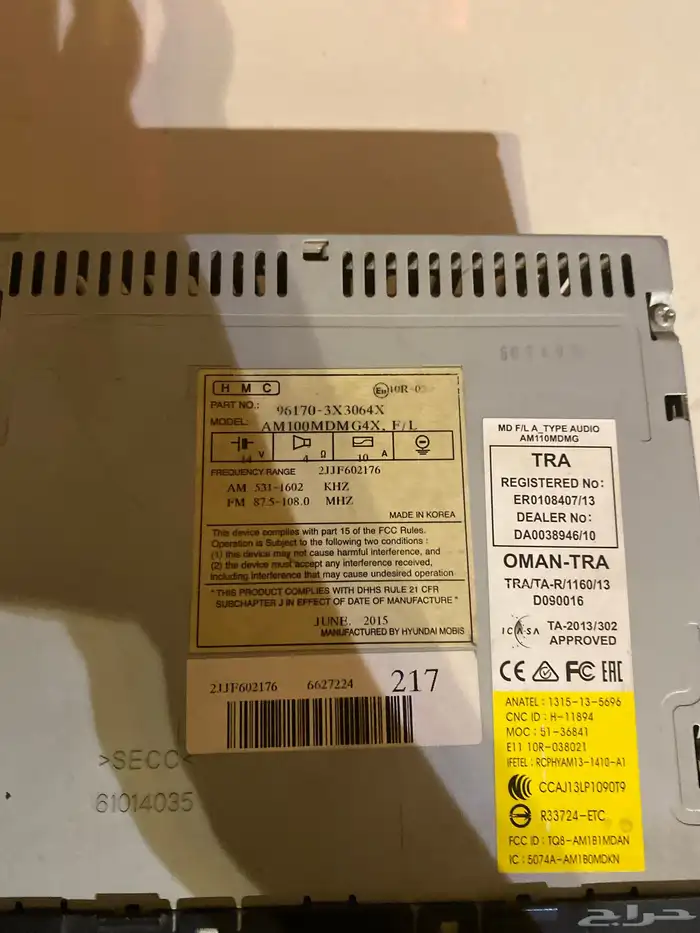 HMC
E11 10R-03
PART NO.: 96170-3X3064X
MODEL: AM100MDMG4X, F/L
14 V
4 Ω
10 A
FREQUENCY RANGE 2JJF602176
AM 531-1602 KHZ
FM 87.5-108.0 MHZ
MADE IN KOREA
This device complies with part 15 of the FCC Rules.
Operation is Subject to the following two conditions :
(1) this device may not cause harmful interference, and
(2) the device must accept any interference received,
including interference that may cause undesired operation
" THIS PRODUCT COMPLIES WITH DHHS RULE 21 CFR
SUBCHAPTER J IN EFFECT OF DATE OF MANUFACTURE "
JUNE. 2015
MANUFACTURED BY HYUNDAI MOBIS
2JJF602176 6627224 217
>SECC<
61014035
MD F/L A_TYPE AUDIO
AM110MDMG
TRA
REGISTERED No:
ER0108407/13
DEALER No:
DA0038946/10
OMAN-TRA
TRA/TA-R/1160/13
D090016
ICASA TA-2013/302
APPROVED
CE FC EAC
ANATEL : 1315-13-5696
CNC ID : H-11894
MOC : 51-36841
E11 10R-038021
IFETEL : RCPHYAM13-1410-A1
CCAJ13LP1090T9
R33724-ETC
FCC ID : TQ8-AM1B1MDAN
IC : 5074A-AM1B0MDKN
حراج